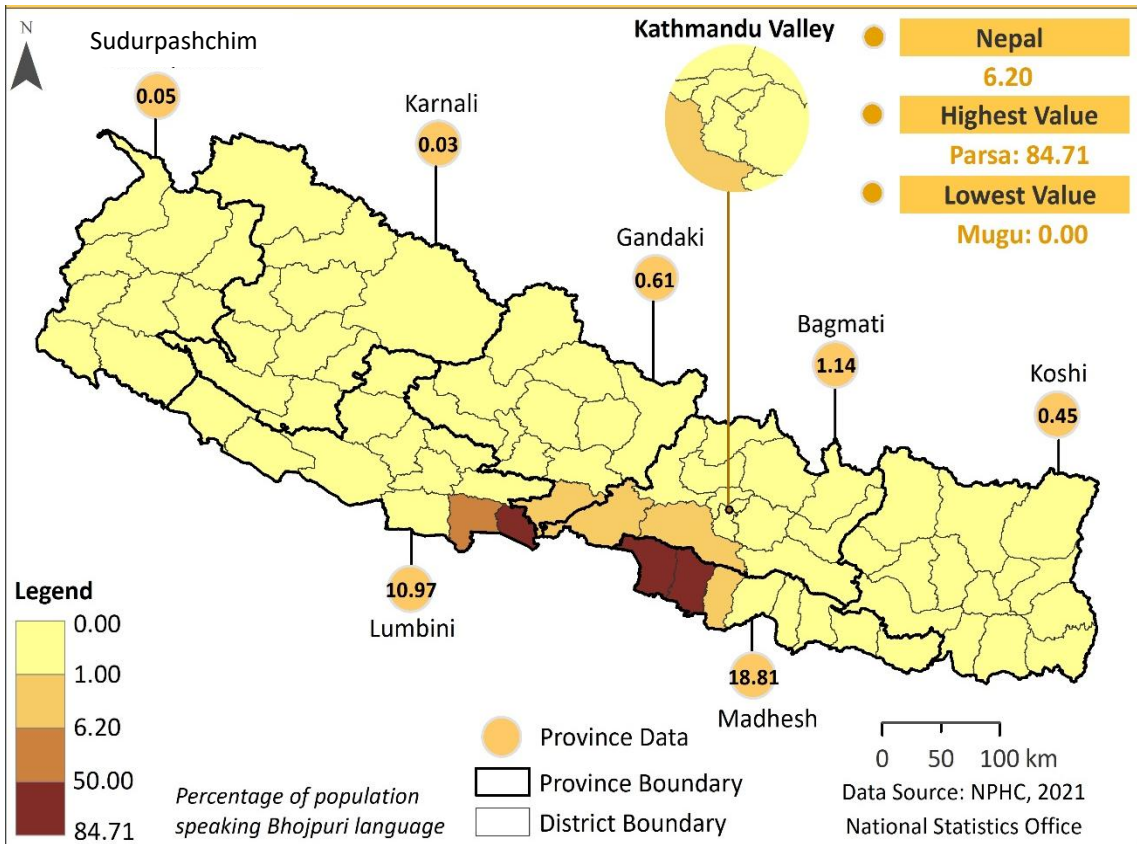 N
Sudurpashchim
0.05
Karnali
0.03
Gandaki
0.61
Kathmandu Valley
Bagmati
1.14
Koshi
0.45
Nepal
6.20
Highest Value
Parsa: 84.71
Lowest Value
Mugu: 0.00
10.97
Lumbini
18.81
Madhesh
Legend
0.00
1.00
6.20
50.00
84.71
Percentage of population
speaking Bhojpuri language
Province Data
Province Boundary
District Boundary
0 50 100 km
Data Source: NPHC, 2021
National Statistics Office